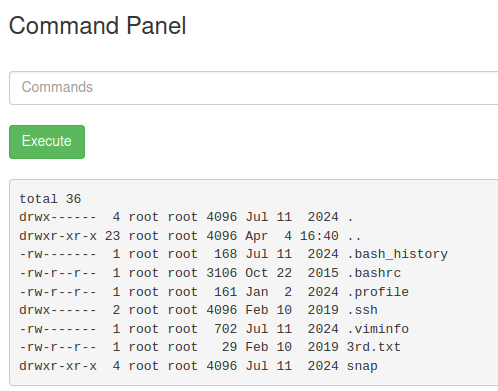 Command Panel
Commands
Execute
total 36
drwx------  4 root root 4096 Jul 11  2024 .
drwxr-xr-x 23 root root 4096 Apr  4 16:40 ..
-rw-------  1 root root  168 Jul 11  2024 .bash_history
-rw-r--r--  1 root root 3106 Oct 22  2015 .bashrc
-rw-r--r--  1 root root  161 Jan  2  2024 .profile
drwx------  2 root root 4096 Feb 10  2019 .ssh
-rw-------  1 root root  702 Jul 11  2024 .viminfo
-rw-r--r--  1 root root   29 Feb 10  2019 3rd.txt
drwxr-xr-x  4 root root 4096 Jul 11  2024 snap